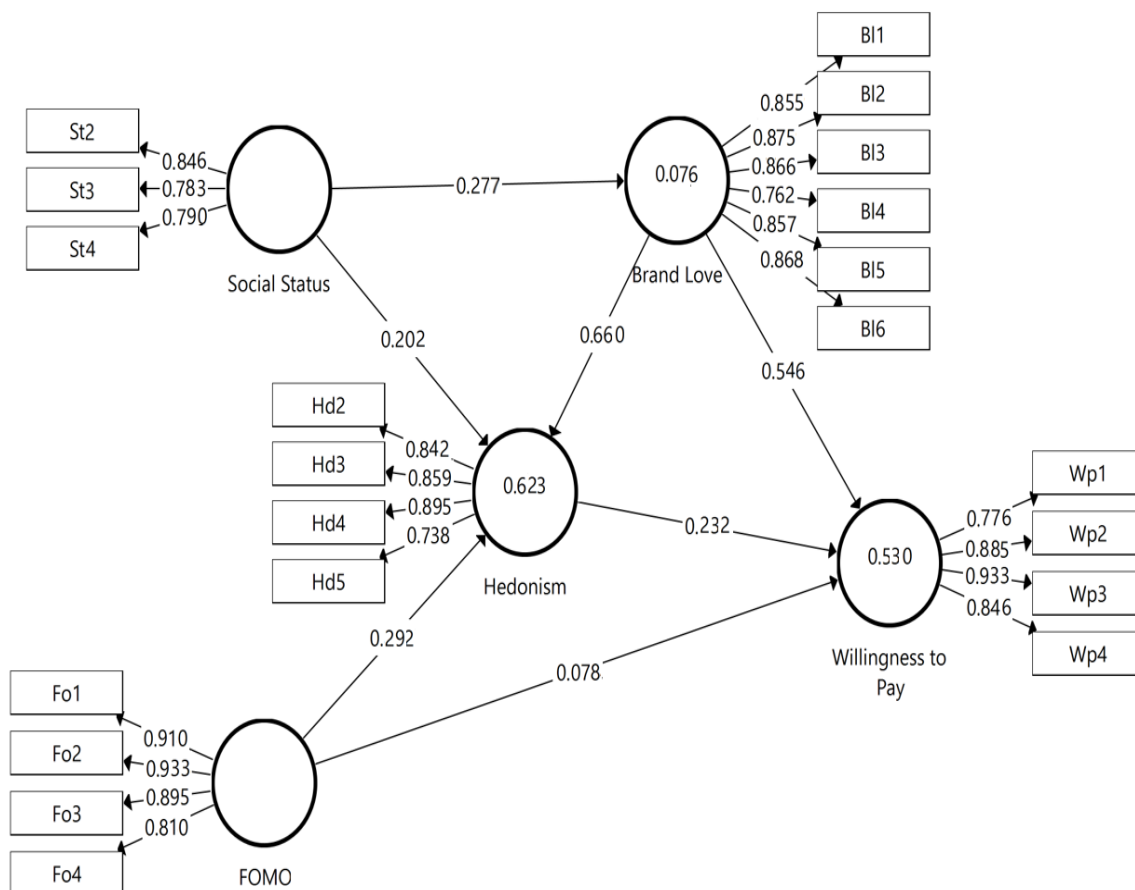 Bl1
0.855
Bl2
0.875
Bl3
0.866
0.762
Bl4
0.857
Bl5
0.868
Bl6
St2
0.846
St3
0.783
0.790
St4
Social Status
0.277
0.076
Brand Love
0.202
0.660
0.546
Hd2
0.842
Hd3
0.859
0.895
Hd4
0.738
Hd5
0.623
Hedonism
0.232
0.530
Willingness to
Pay
Wp1
0.776
Wp2
0.885
0.933
Wp3
0.846
Wp4
0.292
0.078
Fo1
0.910
Fo2
0.933
0.895
Fo3
0.810
Fo4
FOMO